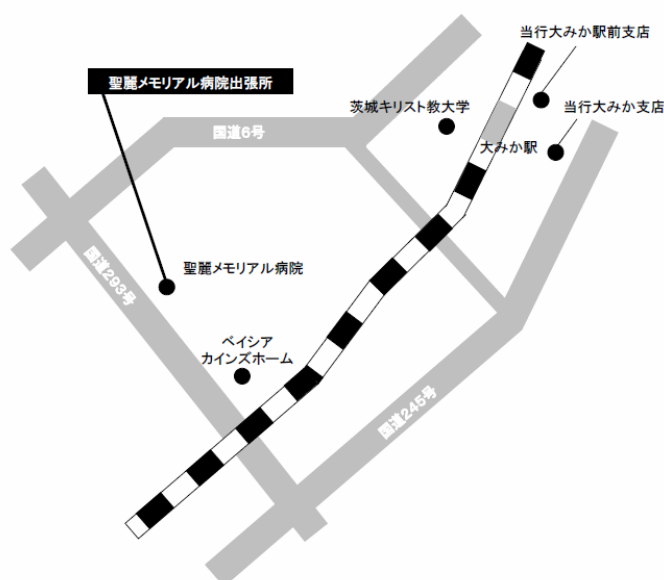 当行大みか駅前支店
聖麗メモリアル病院出張所
茨城キリスト教大学
当行大みか支店
国道6号
大みか駅
国道293号
聖麗メモリアル病院
ベイシア
カインズホーム
国道245号